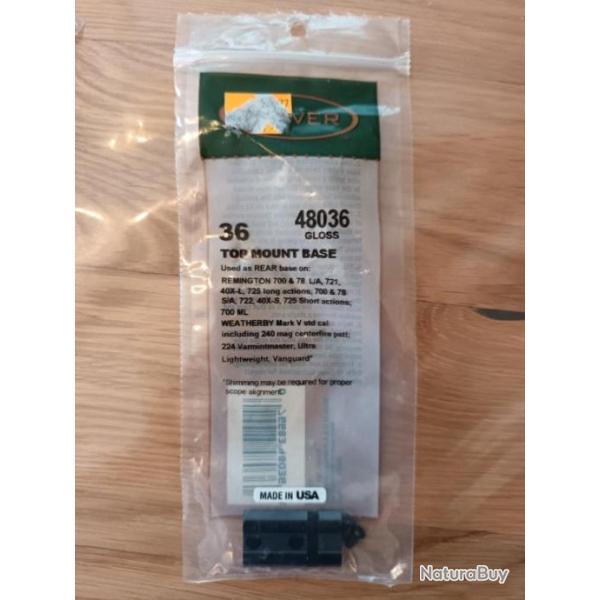 36 48036
GLOSS
TOP MOUNT BASE
Used as REAR base on:
REMINGTON 700 & 78 L/A, 721,
40X-L, 725 long actions, 700 & 78
S/A, 722, 40X-S, 725 Short actions,
700 ML
WEATHERBY Mark V std cal
including 240 mag centerfire patt;
224 Varmintmaster, Ultra
Lightweight, Vanguard*
*Shimming may be required for proper
scope alignment©
MADE IN USA
NaturaBuy